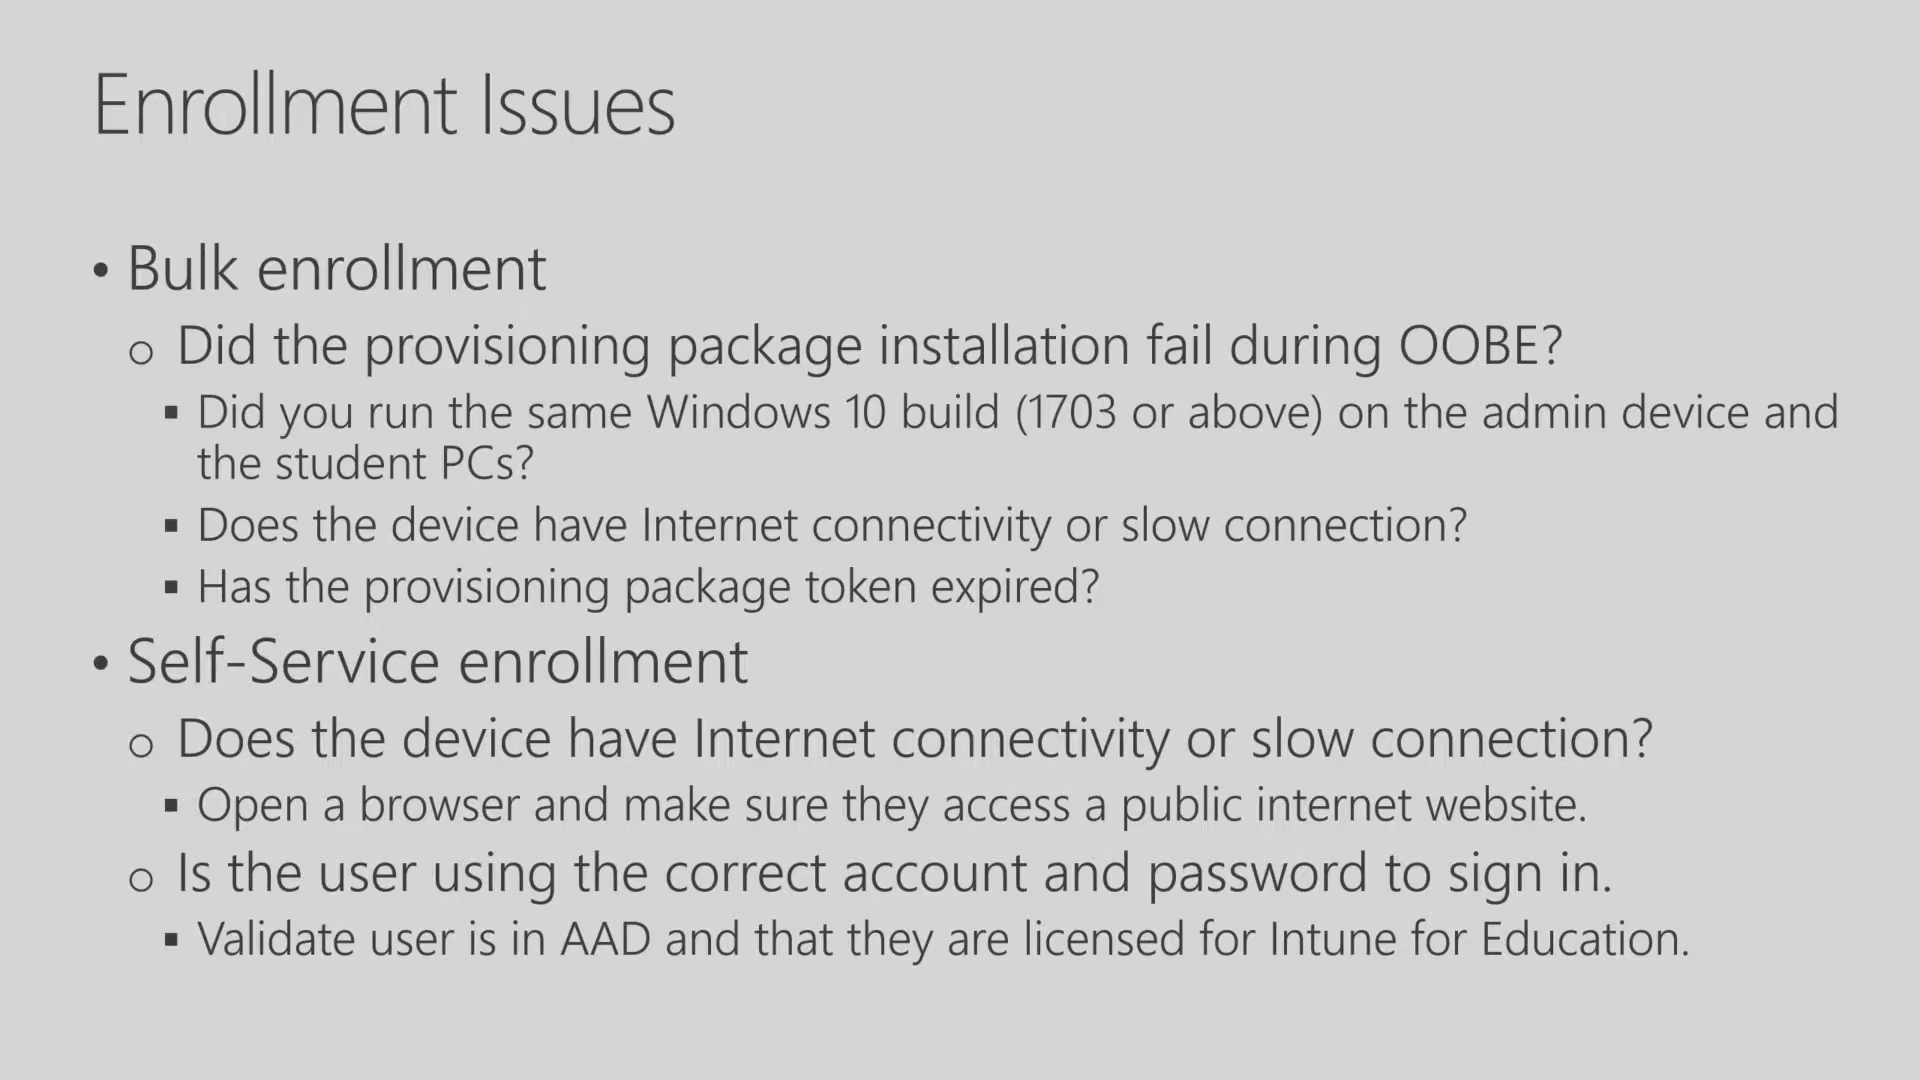 Enrollment Issues
• Bulk enrollment
o Did the provisioning package installation fail during OOBE?
▪ Did you run the same Windows 10 build (1703 or above) on the admin device and
the student PCs?
▪ Does the device have Internet connectivity or slow connection?
▪ Has the provisioning package token expired?
• Self-Service enrollment
o Does the device have Internet connectivity or slow connection?
▪ Open a browser and make sure they access a public internet website.
o Is the user using the correct account and password to sign in.
▪ Validate user is in AAD and that they are licensed for Intune for Education.